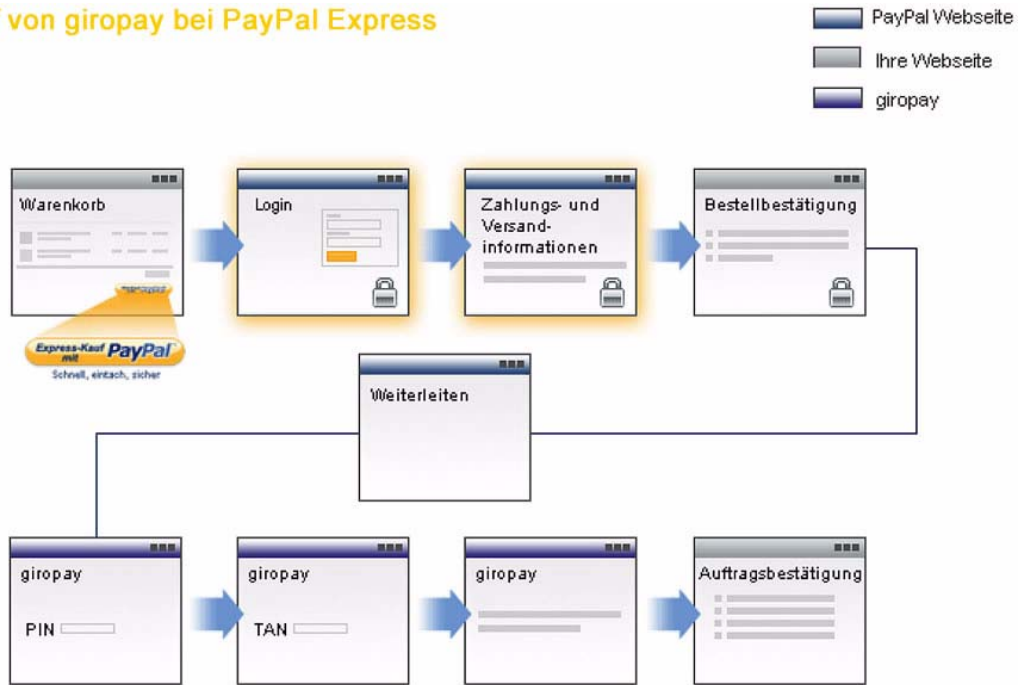 von giropay bei PayPal Express
PayPal Webseite
Ihre Webseite
giropay
Warenkorb
Login
Zahlungs- und
Versand-
informationen
Bestellbestätigung
Express-Kauf
mit
PayPal
Schnell, einfach, sicher
Weiterleiten
giropay
PIN
giropay
TAN
giropay
Auftragsbestätigung